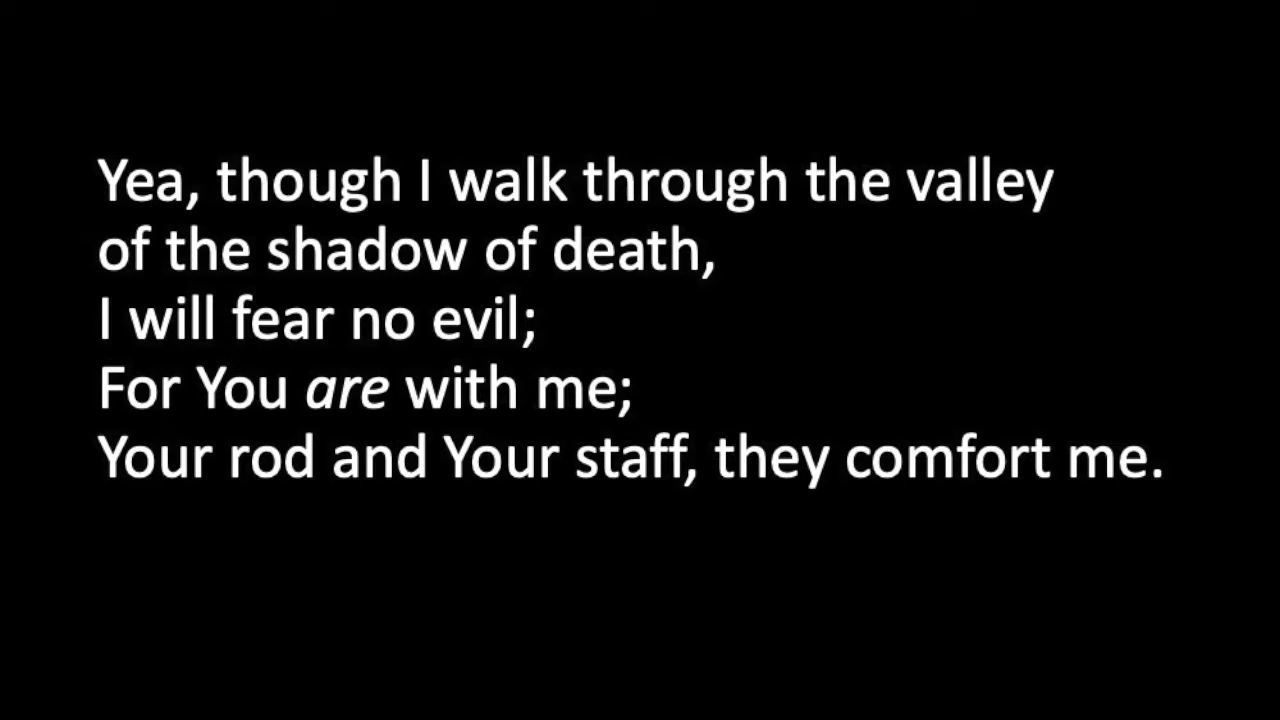 Yea, though I walk through the valley
of the shadow of death,
I will fear no evil;
For You are with me;
Your rod and Your staff, they comfort me.